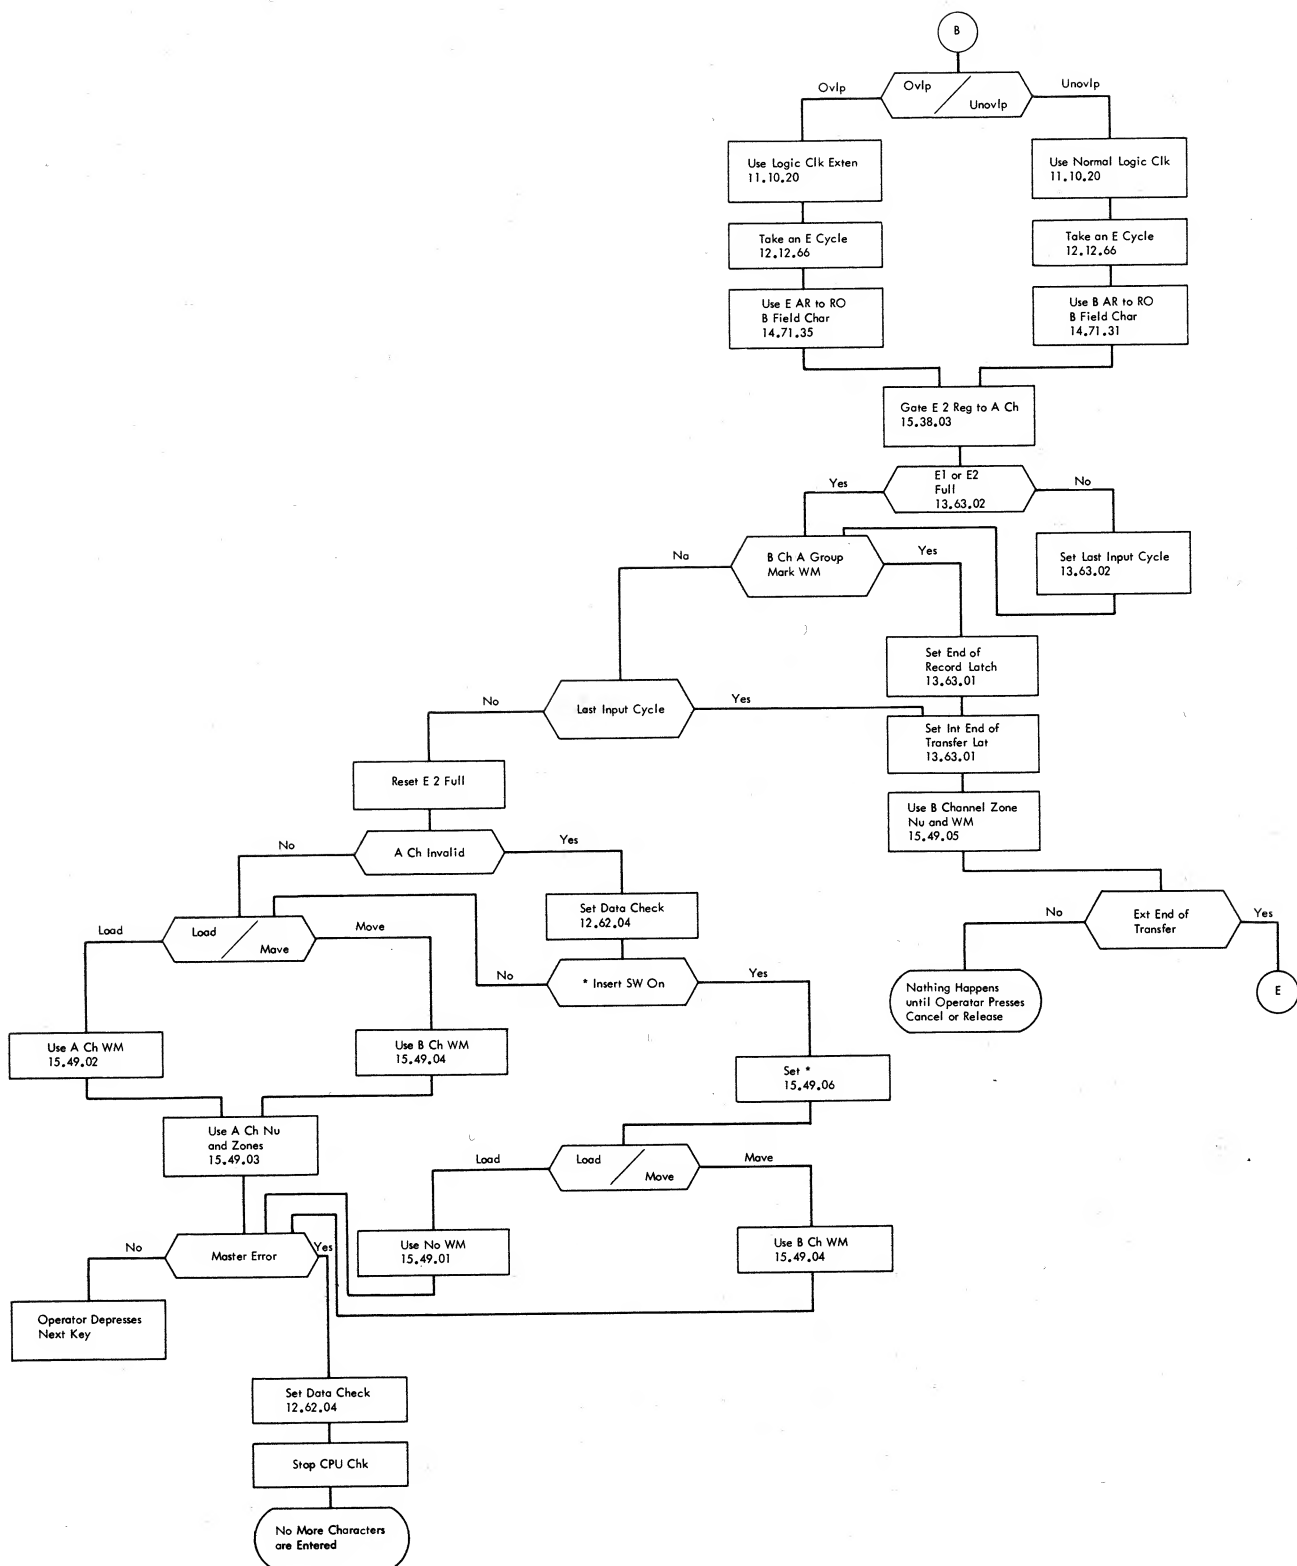 B
Ovlp
Ovlp
Unovlp
Unovlp
Use Logic Clk Exten
11.10.20
Use Normal Logic Clk
11.10.20
Take an E Cycle
12.12.66
Take an E Cycle
12.12.66
Use E AR to RO
B Field Char
14.71.35
Use B AR to RO
B Field Char
14.71.31
Gate E 2 Reg to A Ch
15.38.03
Yes
E1 or E2
Full
13.63.02
No
Na
B Ch A Group
Mark WM
Yes
Set Last Input Cycle
13.63.02
Set End of
Record Latch
13.63.01
No
Last Input Cycle
Yes
Set Int End of
Transfer Lat
13.63.01
Reset E 2 Full
Use B Channel Zone
Nu and WM
15.49.05
No
A Ch Invalid
Yes
Set Data Check
12.62.04
No
Ext End of
Transfer
Yes
Load
Load
Mave
Move
No
* Insert SW On
Yes
Nathing Happens
until Operatar Presses
Cancel or Release
E
Use A Ch WM
15.49.02
Use B Ch WM
15.49.04
Set *
15.49.06
Use A Ch Nu
and Zones
15.49.03
Load
Load
Move
Mave
No
Master Error
Yes
Use No WM
15.49.01
Use B Ch WM
15.49.04
Operator Depresses
Next Key
Set Data Check
12.62.04
Stop CPU Chk
No More Characters
are Entered